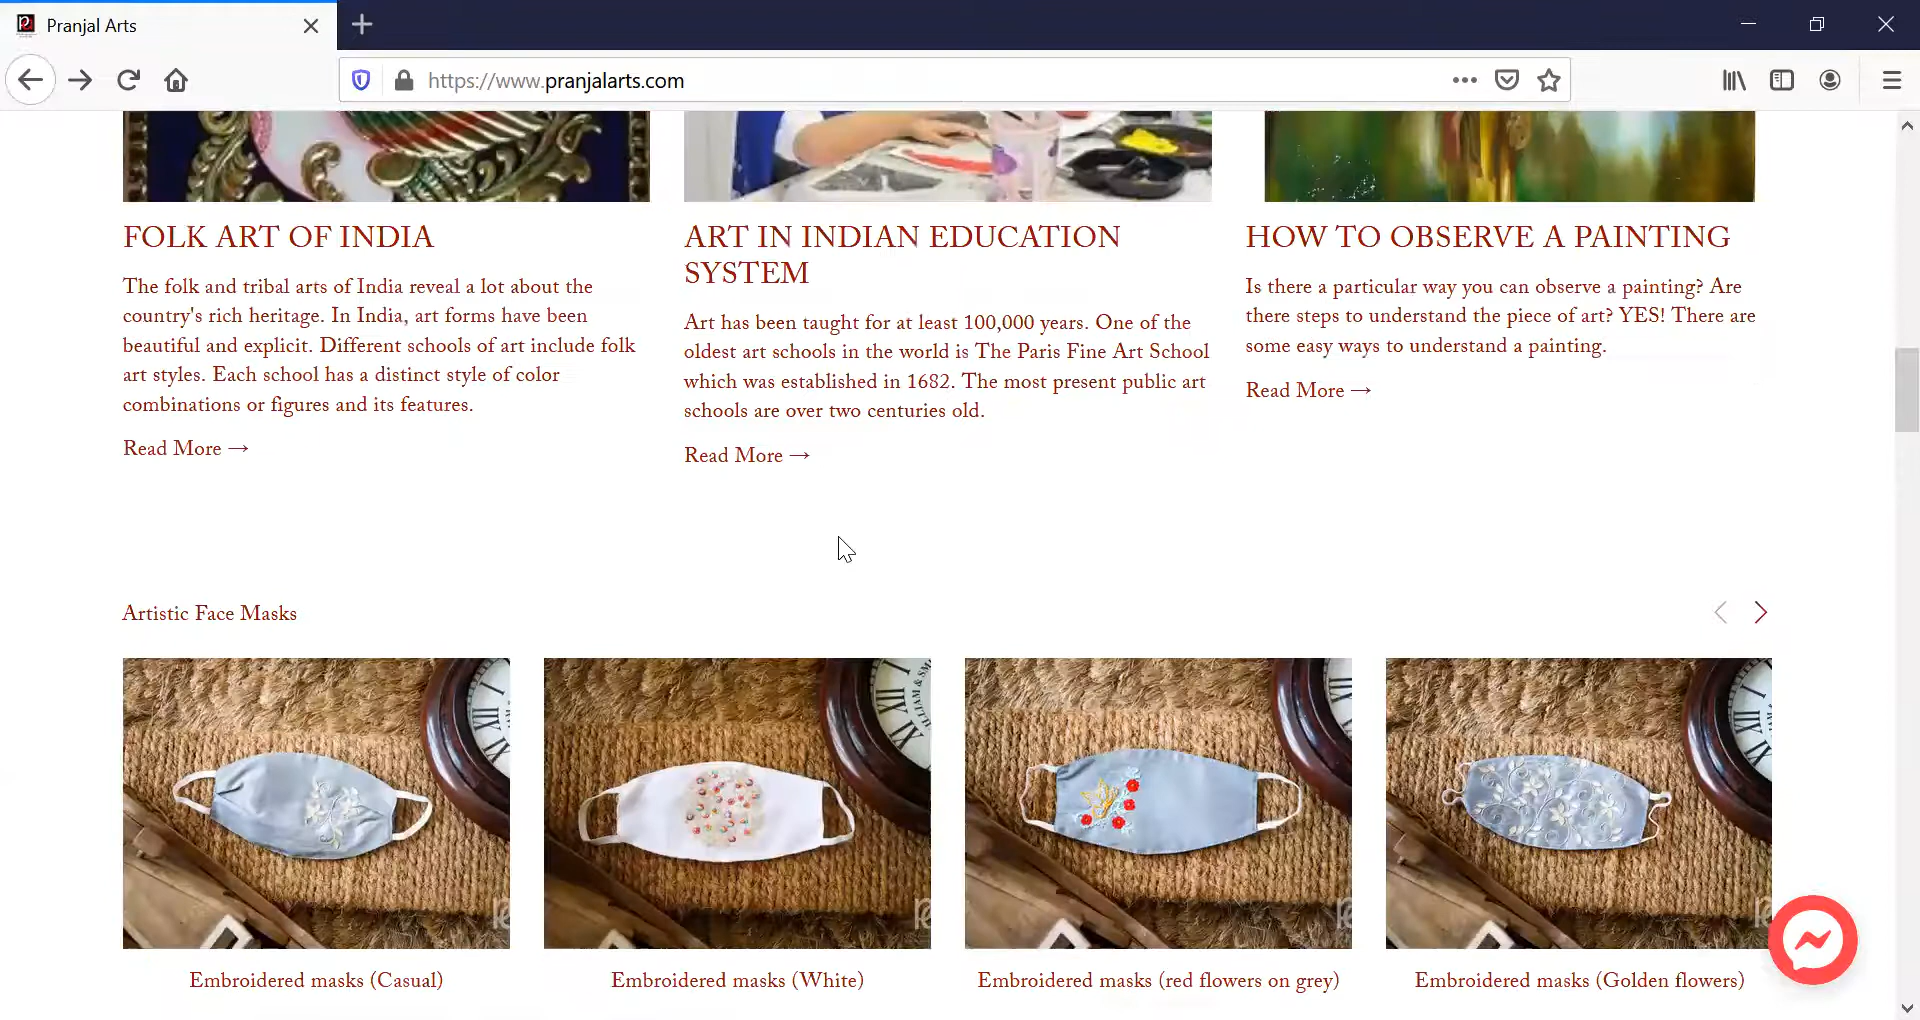 Pranjal Arts
https://www.pranjalarts.com
FOLK ART OF INDIA
The folk and tribal arts of India reveal a lot about the
country's rich heritage. In India, art forms have been
beautiful and explicit. Different schools of art include folk
art styles. Each school has a distinct style of color
combinations or figures and its features.
Read More →
ART IN INDIAN EDUCATION
SYSTEM
Art has been taught for at least 100,000 years. One of the
oldest art schools in the world is The Paris Fine Art School
which was established in 1682. The most present public art
schools are over two centuries old.
Read More →
HOW TO OBSERVE A PAINTING
Is there a particular way you can observe a painting? Are
there steps to understand the piece of art? YES! There are
some easy ways to understand a painting.
Read More →
Artistic Face Masks
Embroidered masks (Casual)
Embroidered masks (White)
Embroidered masks (red flowers on grey)
Embroidered masks (Golden flowers)